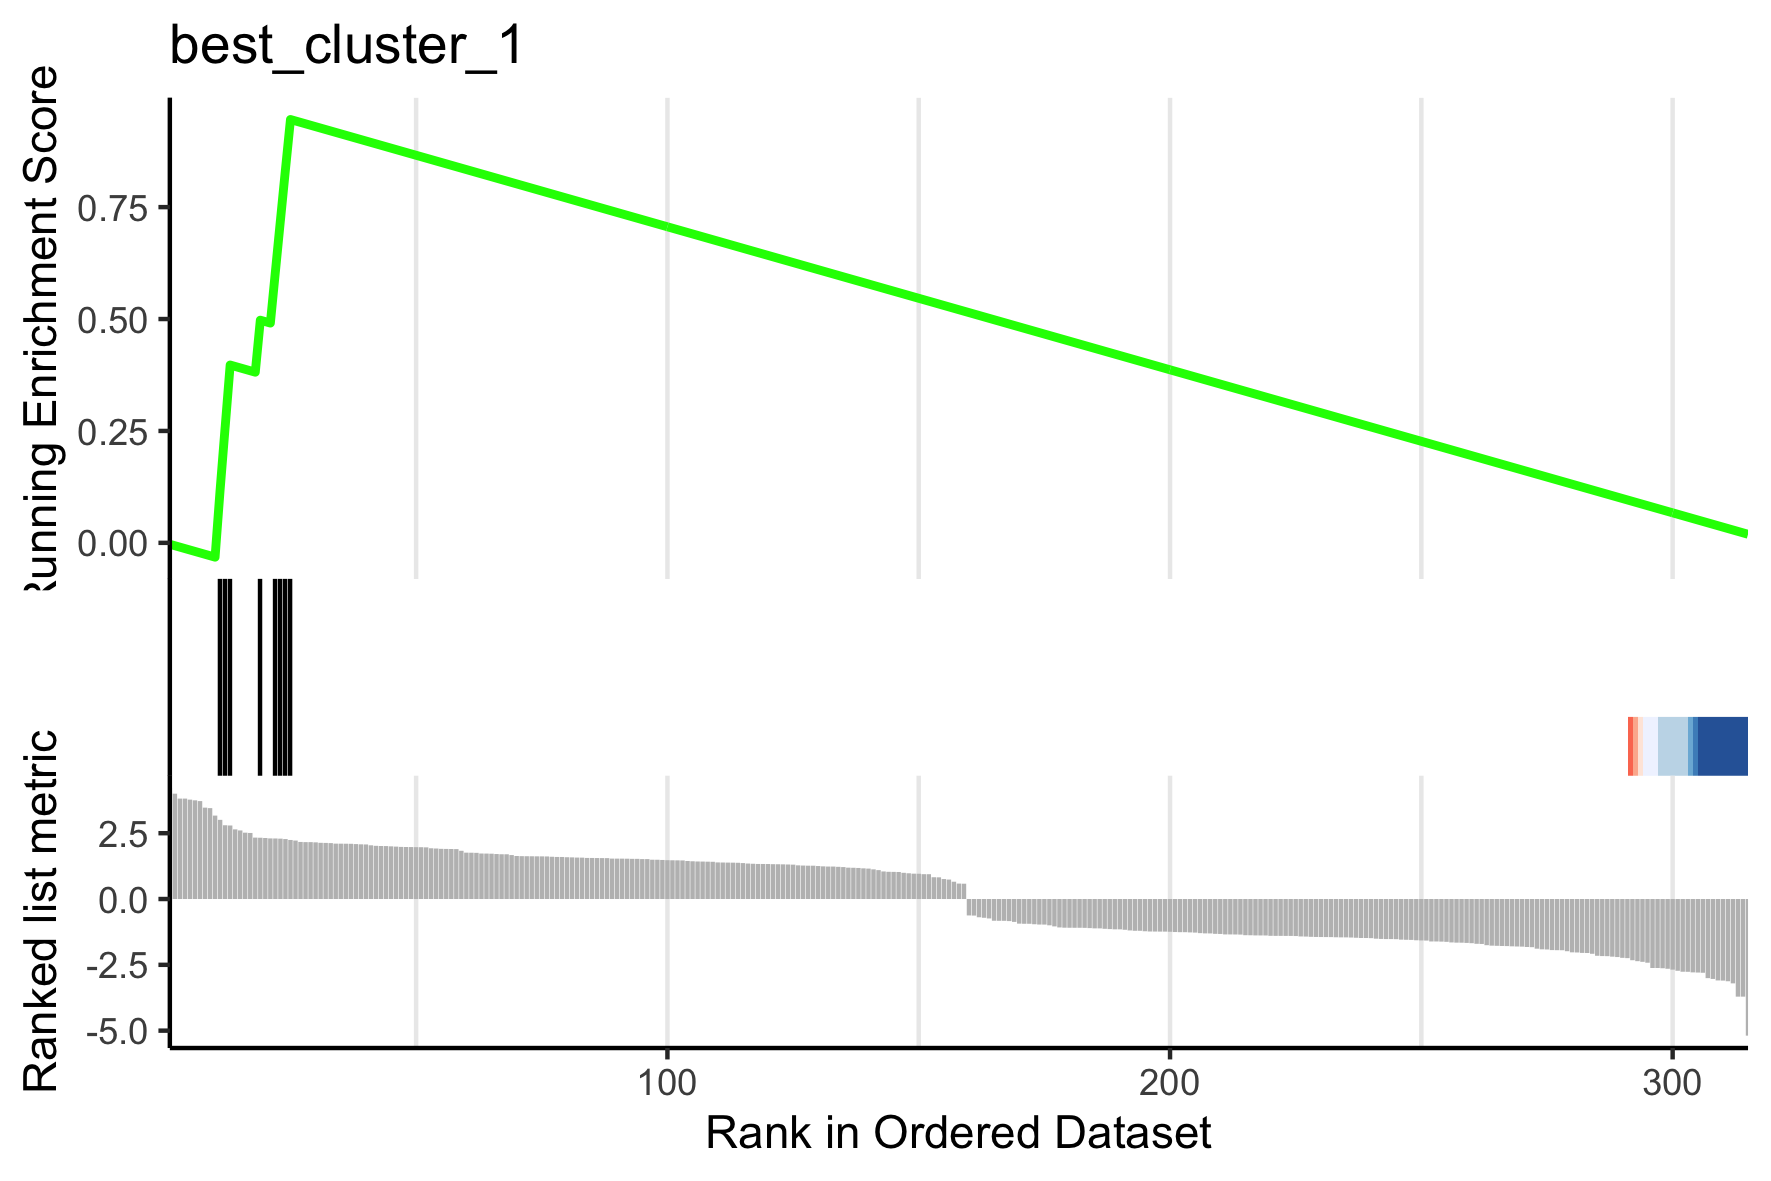 best_cluster_1
Running Enrichment Score
0.75
0.50
0.25
0.00
Ranked list metric
2.5
0.0
-2.5
-5.0
100 200 300
Rank in Ordered Dataset